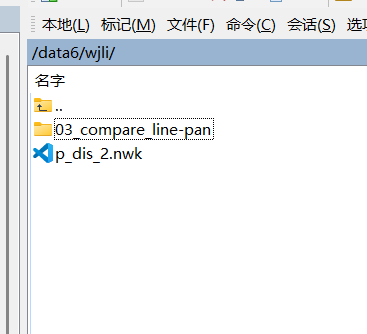 本地(L) 标记(M) 文件(F) 命令(C) 会话(S) 选
/data6/wjli/
名字
..
03_compare_line-pan
p_dis_2.nwk